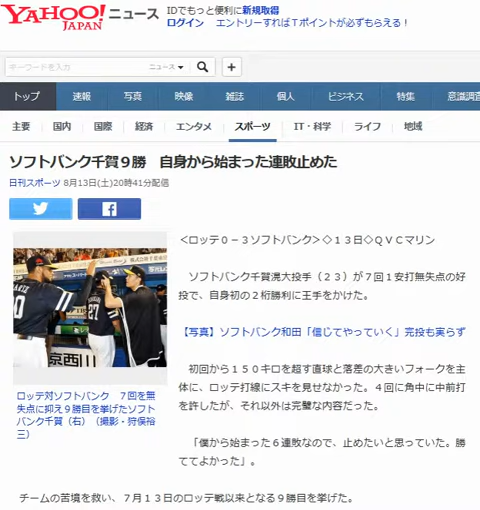 YAHOO! ニュース
JAPAN
IDでもっと便利に新規取得
ログイン エントリーすればTポイントが必ずもらえる!
キーワードを入力 ニュース
トップ 速報 写真 映像 雑誌 個人 ビジネス 特集 意識調査
主要 国内 国際 経済 エンタメ スポーツ IT・科学 ライフ 地域
ソフトバンク千賀9勝 自身から始まった連敗止めた
日刊スポーツ 8月13日(土)20時41分配信
<ロッテ0-3ソフトバンク>◇13日◇QVCマリン
ソフトバンク千賀滉大投手(23)が7回1安打無失点の好
投で、自身初の2桁勝利に王手をかけた。
【写真】ソフトバンク和田「信じてやっていく」完投も実らず
初回から150キロを超す直球と落差の大きいフォークを主
体に、ロッテ打線にスキを見せなかった。4回に角中に中前打
を許したが、それ以外は完璧な内容だった。
「僕から始まった6連敗なので、止めたいと思っていた。勝
ててよかった」。
27
京西川
ロッテ対ソフトバンク 7回を無
失点に抑え9勝目を挙げたソフト
バンク千賀(右)(撮影・狩俣裕
三)
チームの苦境を救い、7月13日のロッテ戦以来となる9勝目を挙げた。